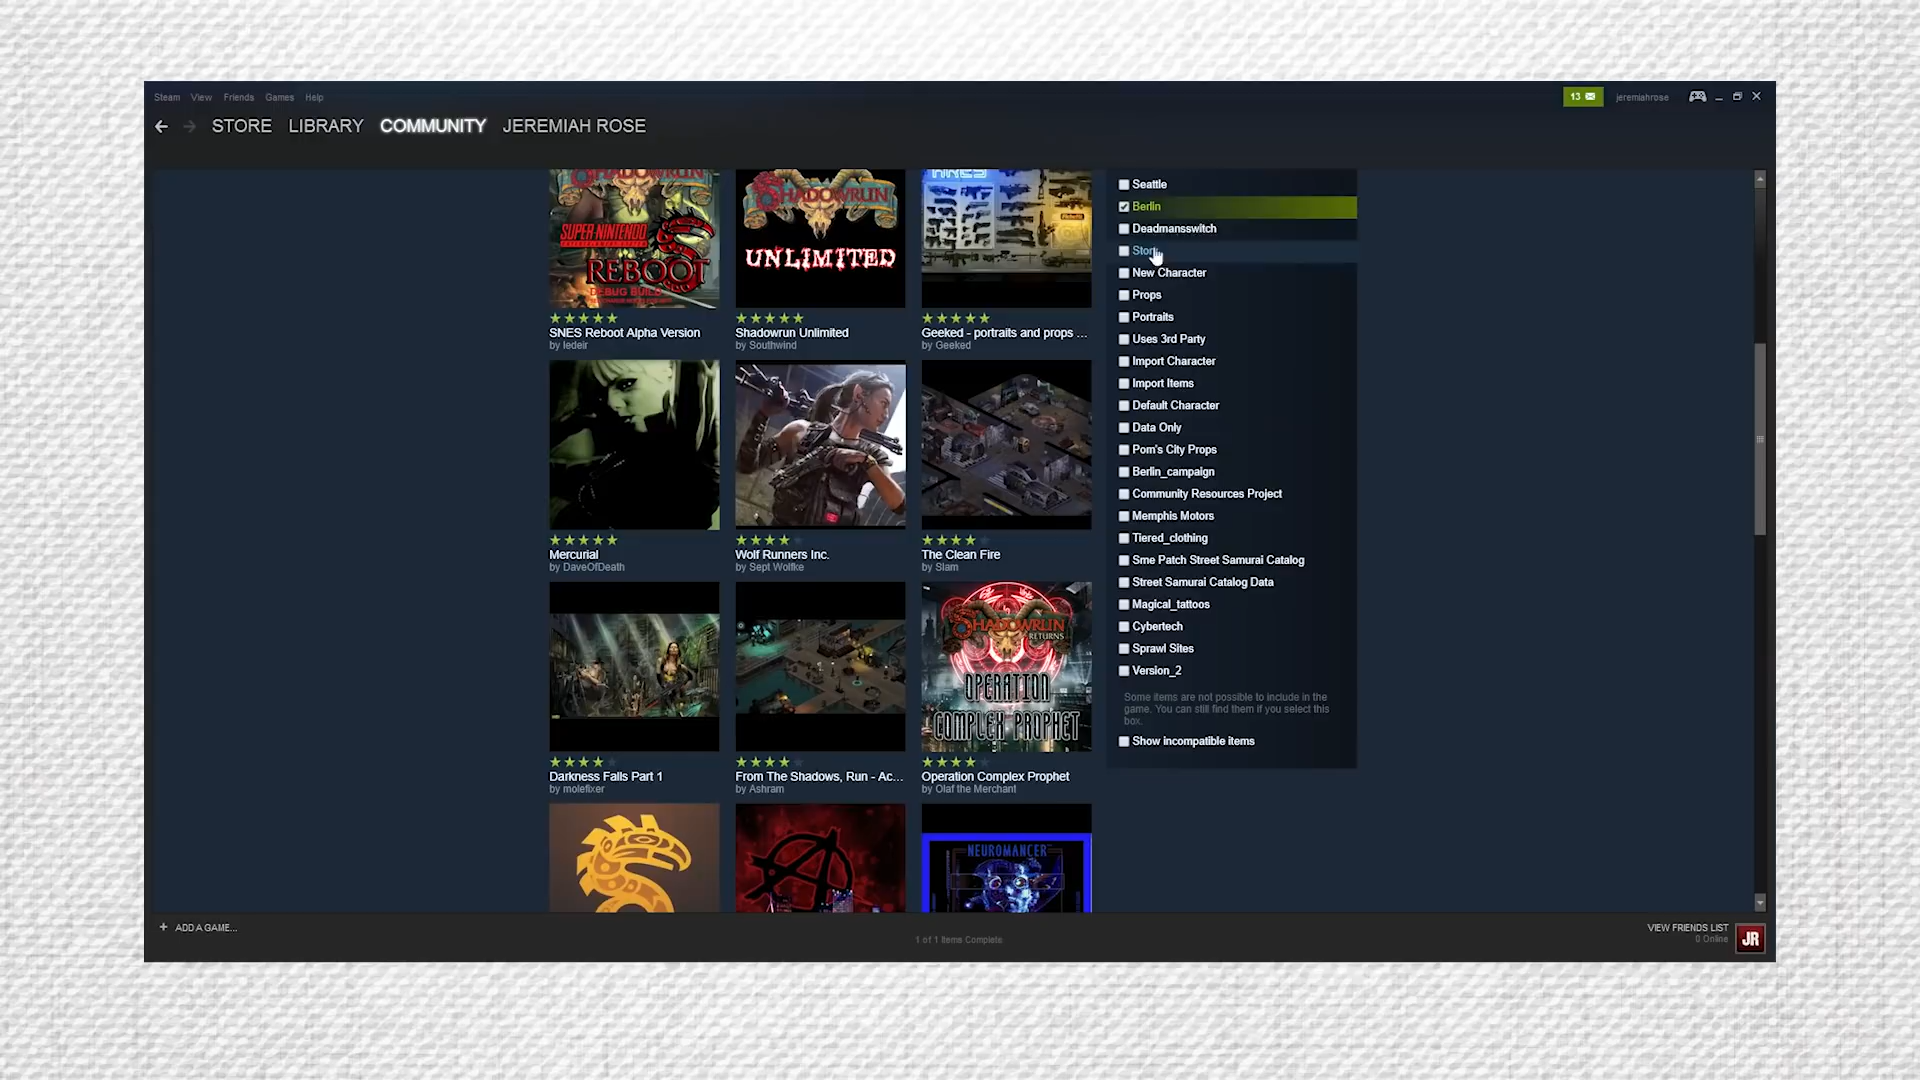 Steam View Friends Games Help
13
jeremiahrose
STORE LIBRARY COMMUNITY JEREMIAH ROSE
SHADOWRUN
SUPER NINTENDO
REBOOT
DEBUG BUILD
SHADOWRUN
UNLIMITED
SNES Reboot Alpha Version
by ledeir
Shadowrun Unlimited
by Southwind
Geeked - portraits and props ...
by Geeked
Mercurial
by DaveOfDeath
Wolf Runners Inc.
by Sept Wolfke
The Clean Fire
by Slam
SHADOWRUN
RETURNS
OPERATION
COMPLEX PROPHET
Darkness Falls Part 1
by molefixer
From The Shadows, Run - Ac...
by Ashram
Operation Complex Prophet
by Olaf the Merchant
NEUROMANCER
Seattle
Berlin
Deadmansswitch
Story
New Character
Props
Portraits
Uses 3rd Party
Import Character
Import Items
Default Character
Data Only
Pom's City Props
Berlin_campaign
Community Resources Project
Memphis Motors
Tiered_clothing
Sme Patch Street Samurai Catalog
Street Samurai Catalog Data
Magical_tattoos
Cybertech
Sprawl Sites
Version_2
Some items are not possible to include in the
game. You can still find them if you select this
box.
Show incompatible items
+ ADD A GAME...
1 of 1 Items Complete
VIEW FRIENDS LIST
0 Online
JR